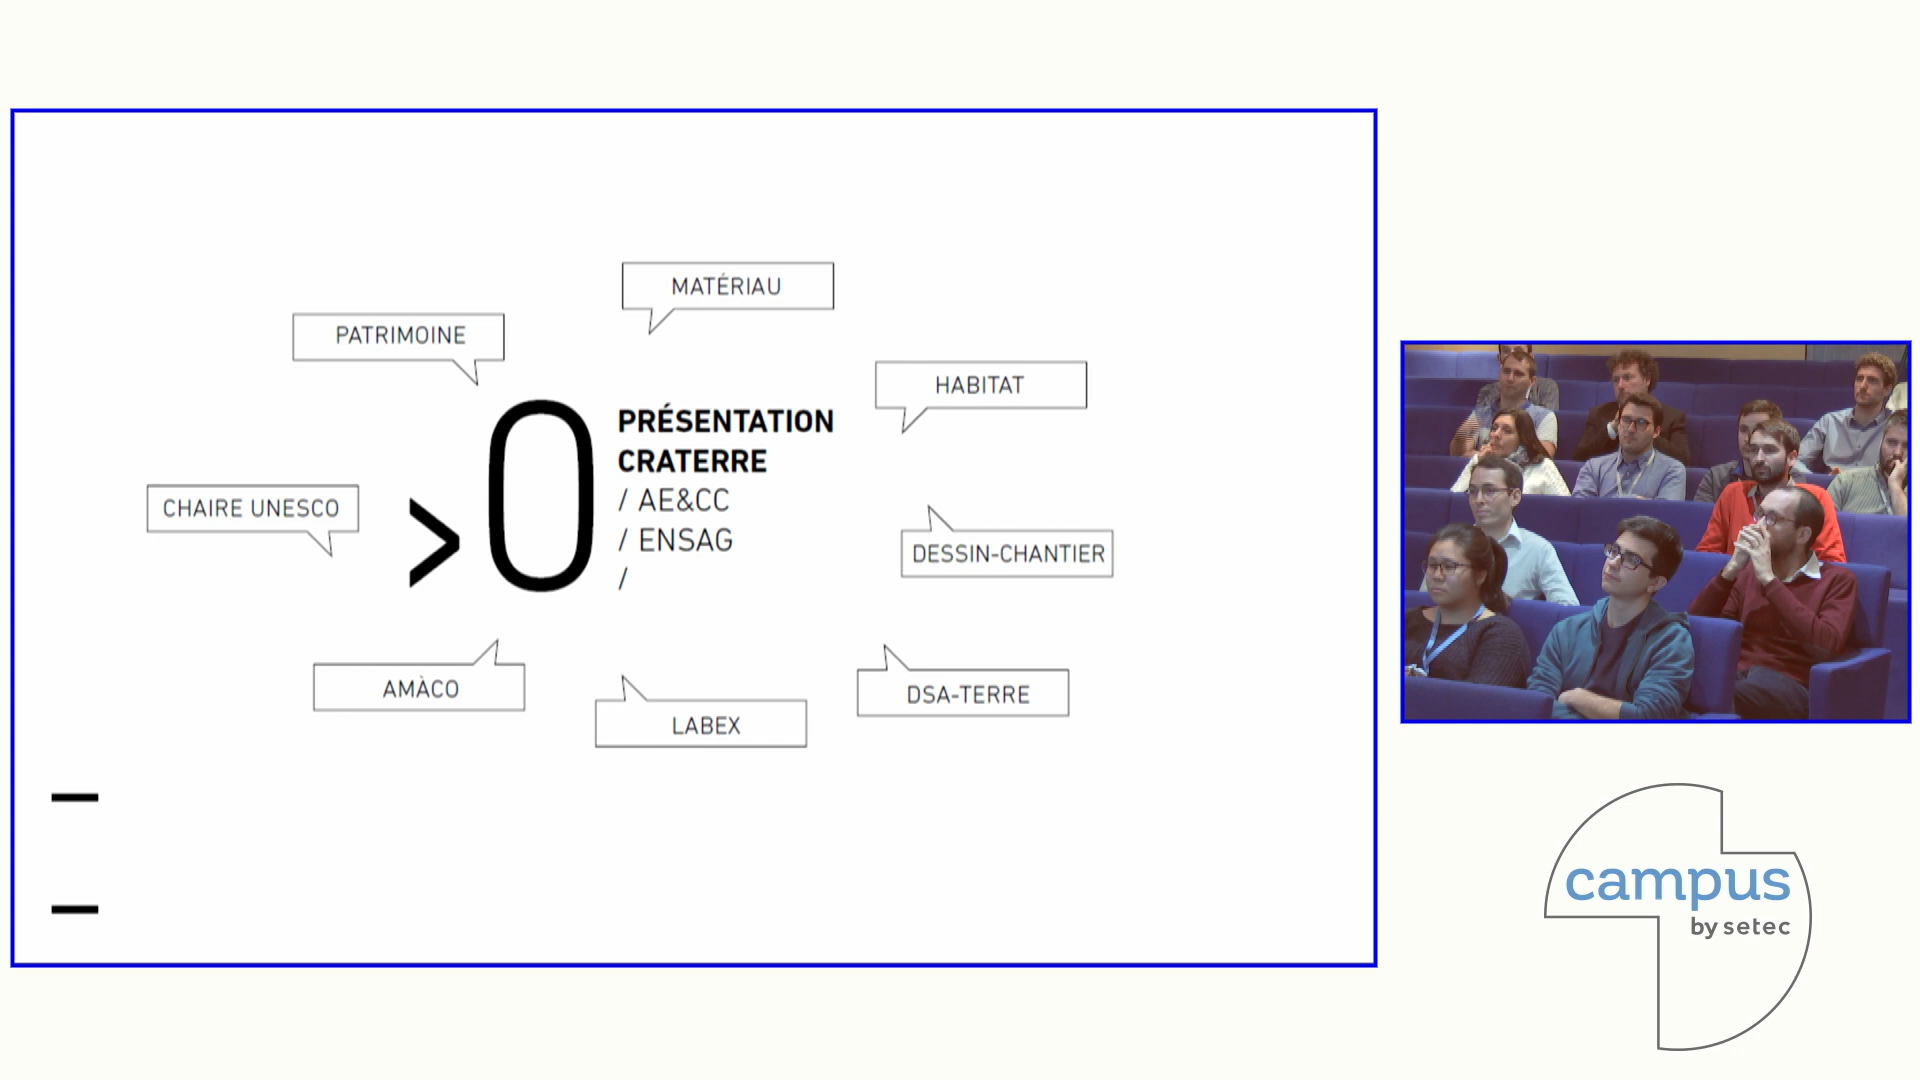 MATÉRIAU
PATRIMOINE
HABITAT
> 0
PRÉSENTATION
CRATERRE
/ AE&CC
/ ENSAG
/
CHAIRE UNESCO
DESSIN-CHANTIER
AMÀCO
LABEX
DSA-TERRE
campus
by setec